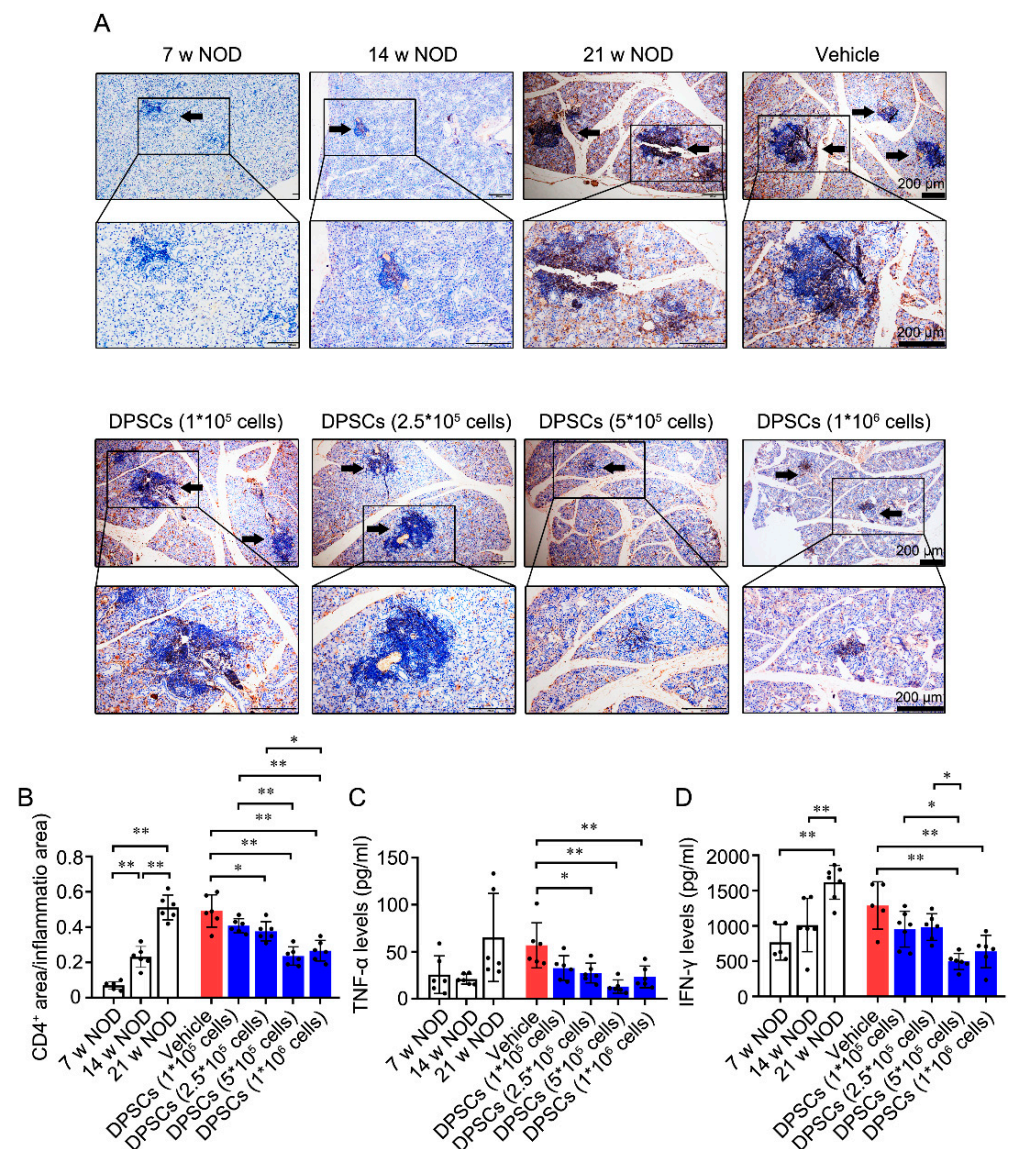 A
7 w NOD
14 w NOD
21 w NOD
Vehicle
200 µm
200 µm
DPSCs (1*10⁵ cells)
DPSCs (2.5*10⁵ cells)
DPSCs (5*10⁵ cells)
DPSCs (1*10⁶ cells)
200 µm
200 µm
B
CD4⁺ area/inflammatio area)
0.8
0.6
0.4
0.2
0
**
**
**
*
**
**
**
**
*
7 w NOD
14 w NOD
21 w NOD
Vehicle
DPSCs (1*10⁵ cells)
DPSCs (2.5*10⁵ cells)
DPSCs (5*10⁵ cells)
DPSCs (1*10⁶ cells)
C
TNF-α levels (pg/ml)
150
100
50
0
**
**
*
7 w NOD
14 w NOD
21 w NOD
Vehicle
DPSCs (1*10⁵ cells)
DPSCs (2.5*10⁵ cells)
DPSCs (5*10⁵ cells)
DPSCs (1*10⁶ cells)
D
IFN-γ levels (pg/ml)
2000
1500
1000
500
0
**
**
*
*
**
**
7 w NOD
14 w NOD
21 w NOD
Vehicle
DPSCs (1*10⁵ cells)
DPSCs (2.5*10⁵ cells)
DPSCs (5*10⁵ cells)
DPSCs (1*10⁶ cells)